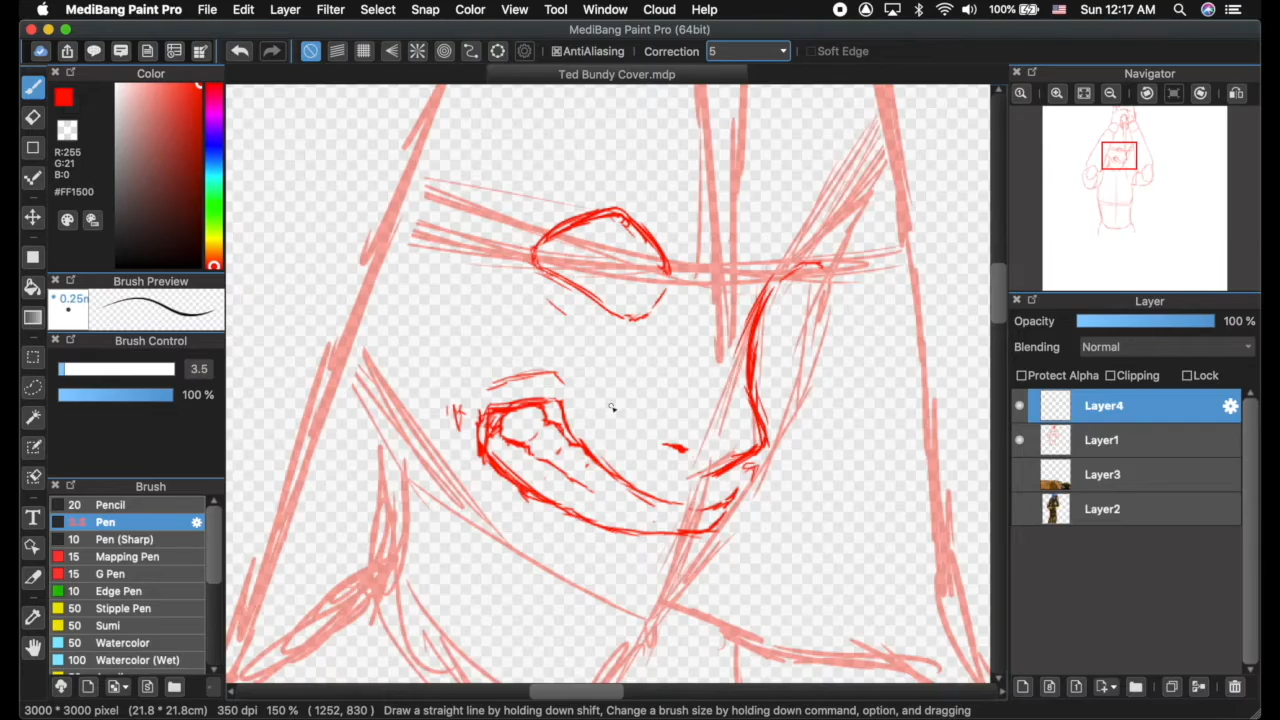 MediBang Paint Pro File Edit Layer Filter Select Snap Color View Tool Window Cloud Help 100% Sun 12:17 AM
MediBang Paint Pro (64bit)
AntiAliasing Correction 5 Soft Edge
Color
Ted Bundy Cover.mdp
Navigator
R:255
G:21
B:0
#FF1500
Brush Preview
* 0.25m
Brush Control
3.5
100 %
Layer
Opacity 100 %
Blending Normal
Protect Alpha Clipping Lock
Layer4
Layer1
Layer3
Layer2
Brush
20 Pencil
3.5 Pen
10 Pen (Sharp)
15 Mapping Pen
15 G Pen
10 Edge Pen
50 Stipple Pen
50 Sumi
50 Watercolor
100 Watercolor (Wet)
3000 * 3000 pixel (21.8 * 21.8cm) 350 dpi 150 % ( 1252, 830 ) Draw a straight line by holding down shift, Change a brush size by holding down command, option, and dragging